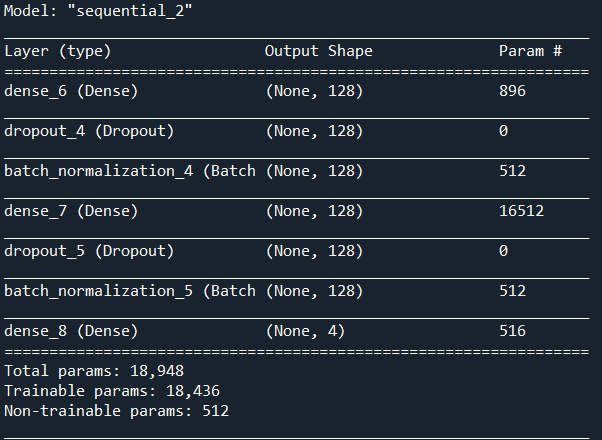 Model: "sequential_2"
Layer (type) Output Shape Param #
dense_6 (Dense) (None, 128) 896
dropout_4 (Dropout) (None, 128) 0
batch_normalization_4 (Batch (None, 128) 512
dense_7 (Dense) (None, 128) 16512
dropout_5 (Dropout) (None, 128) 0
batch_normalization_5 (Batch (None, 128) 512
dense_8 (Dense) (None, 4) 516
Total params: 18,948
Trainable params: 18,436
Non-trainable params: 512